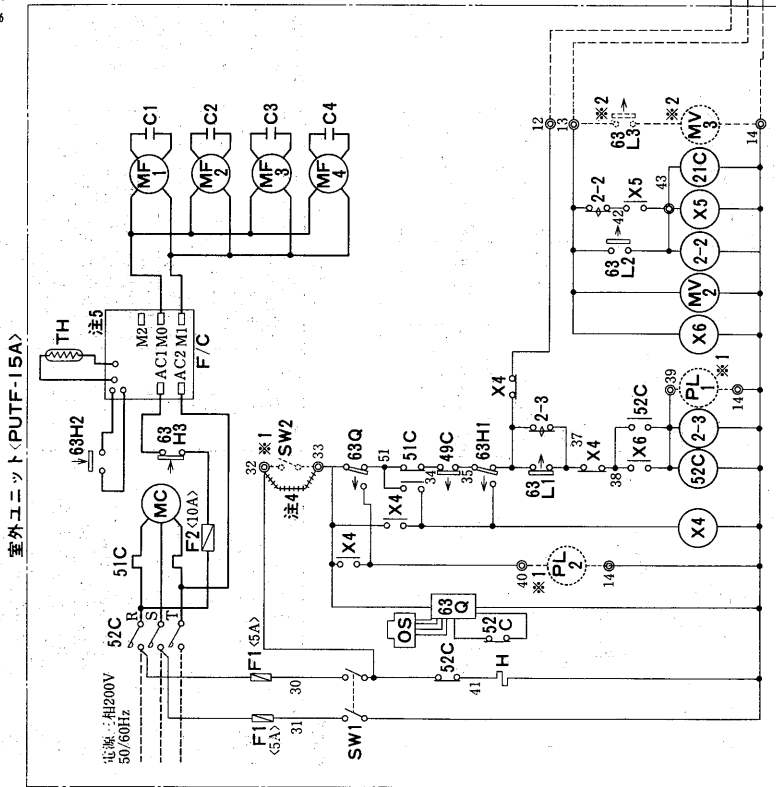 室外ユニット〈PUTF-15A〉
電源 三相200V
50/60Hz
52C
R
S
T
51C
MC
F2〈10A〉
63
H3
63H2
TH
注5
M2
AC1 M0
AC2 M1
F/C
MF
1
MF
2
MF
3
MF
4
C1
C2
C3
C4
F1〈5A〉
30
F1
〈5A〉
31
SW1
52C
41
H
OS
63
Q
52
C
32
※1
SW2
33
注4
63Q
51
51C
34
49C
35
63H1
X4
X4
X4
63
L1
2-3
37
X4
38
X6
52C
39
PL
1
※1
14
52C
2-3
X4
40
※1
PL
2
14
12
13
63
L3
※2
※2
MV
3
14
63
L2
2-2
42
X5
43
21C
X5
2-2
MV
2
X6